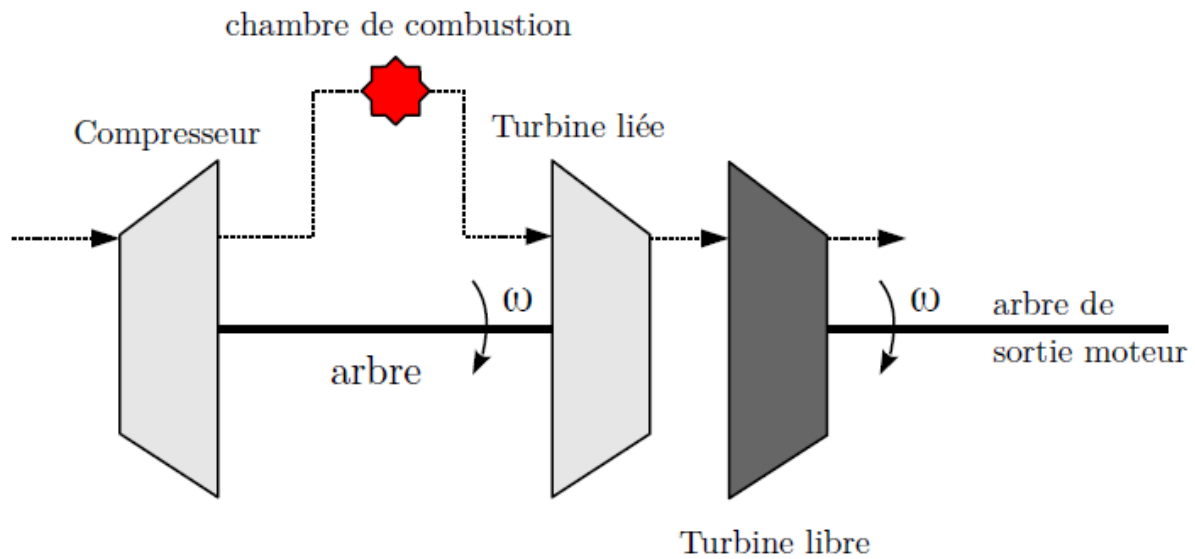 chambre de combustion
Compresseur
Turbine liée
ω
arbre
ω
arbre de
sortie moteur
Turbine libre